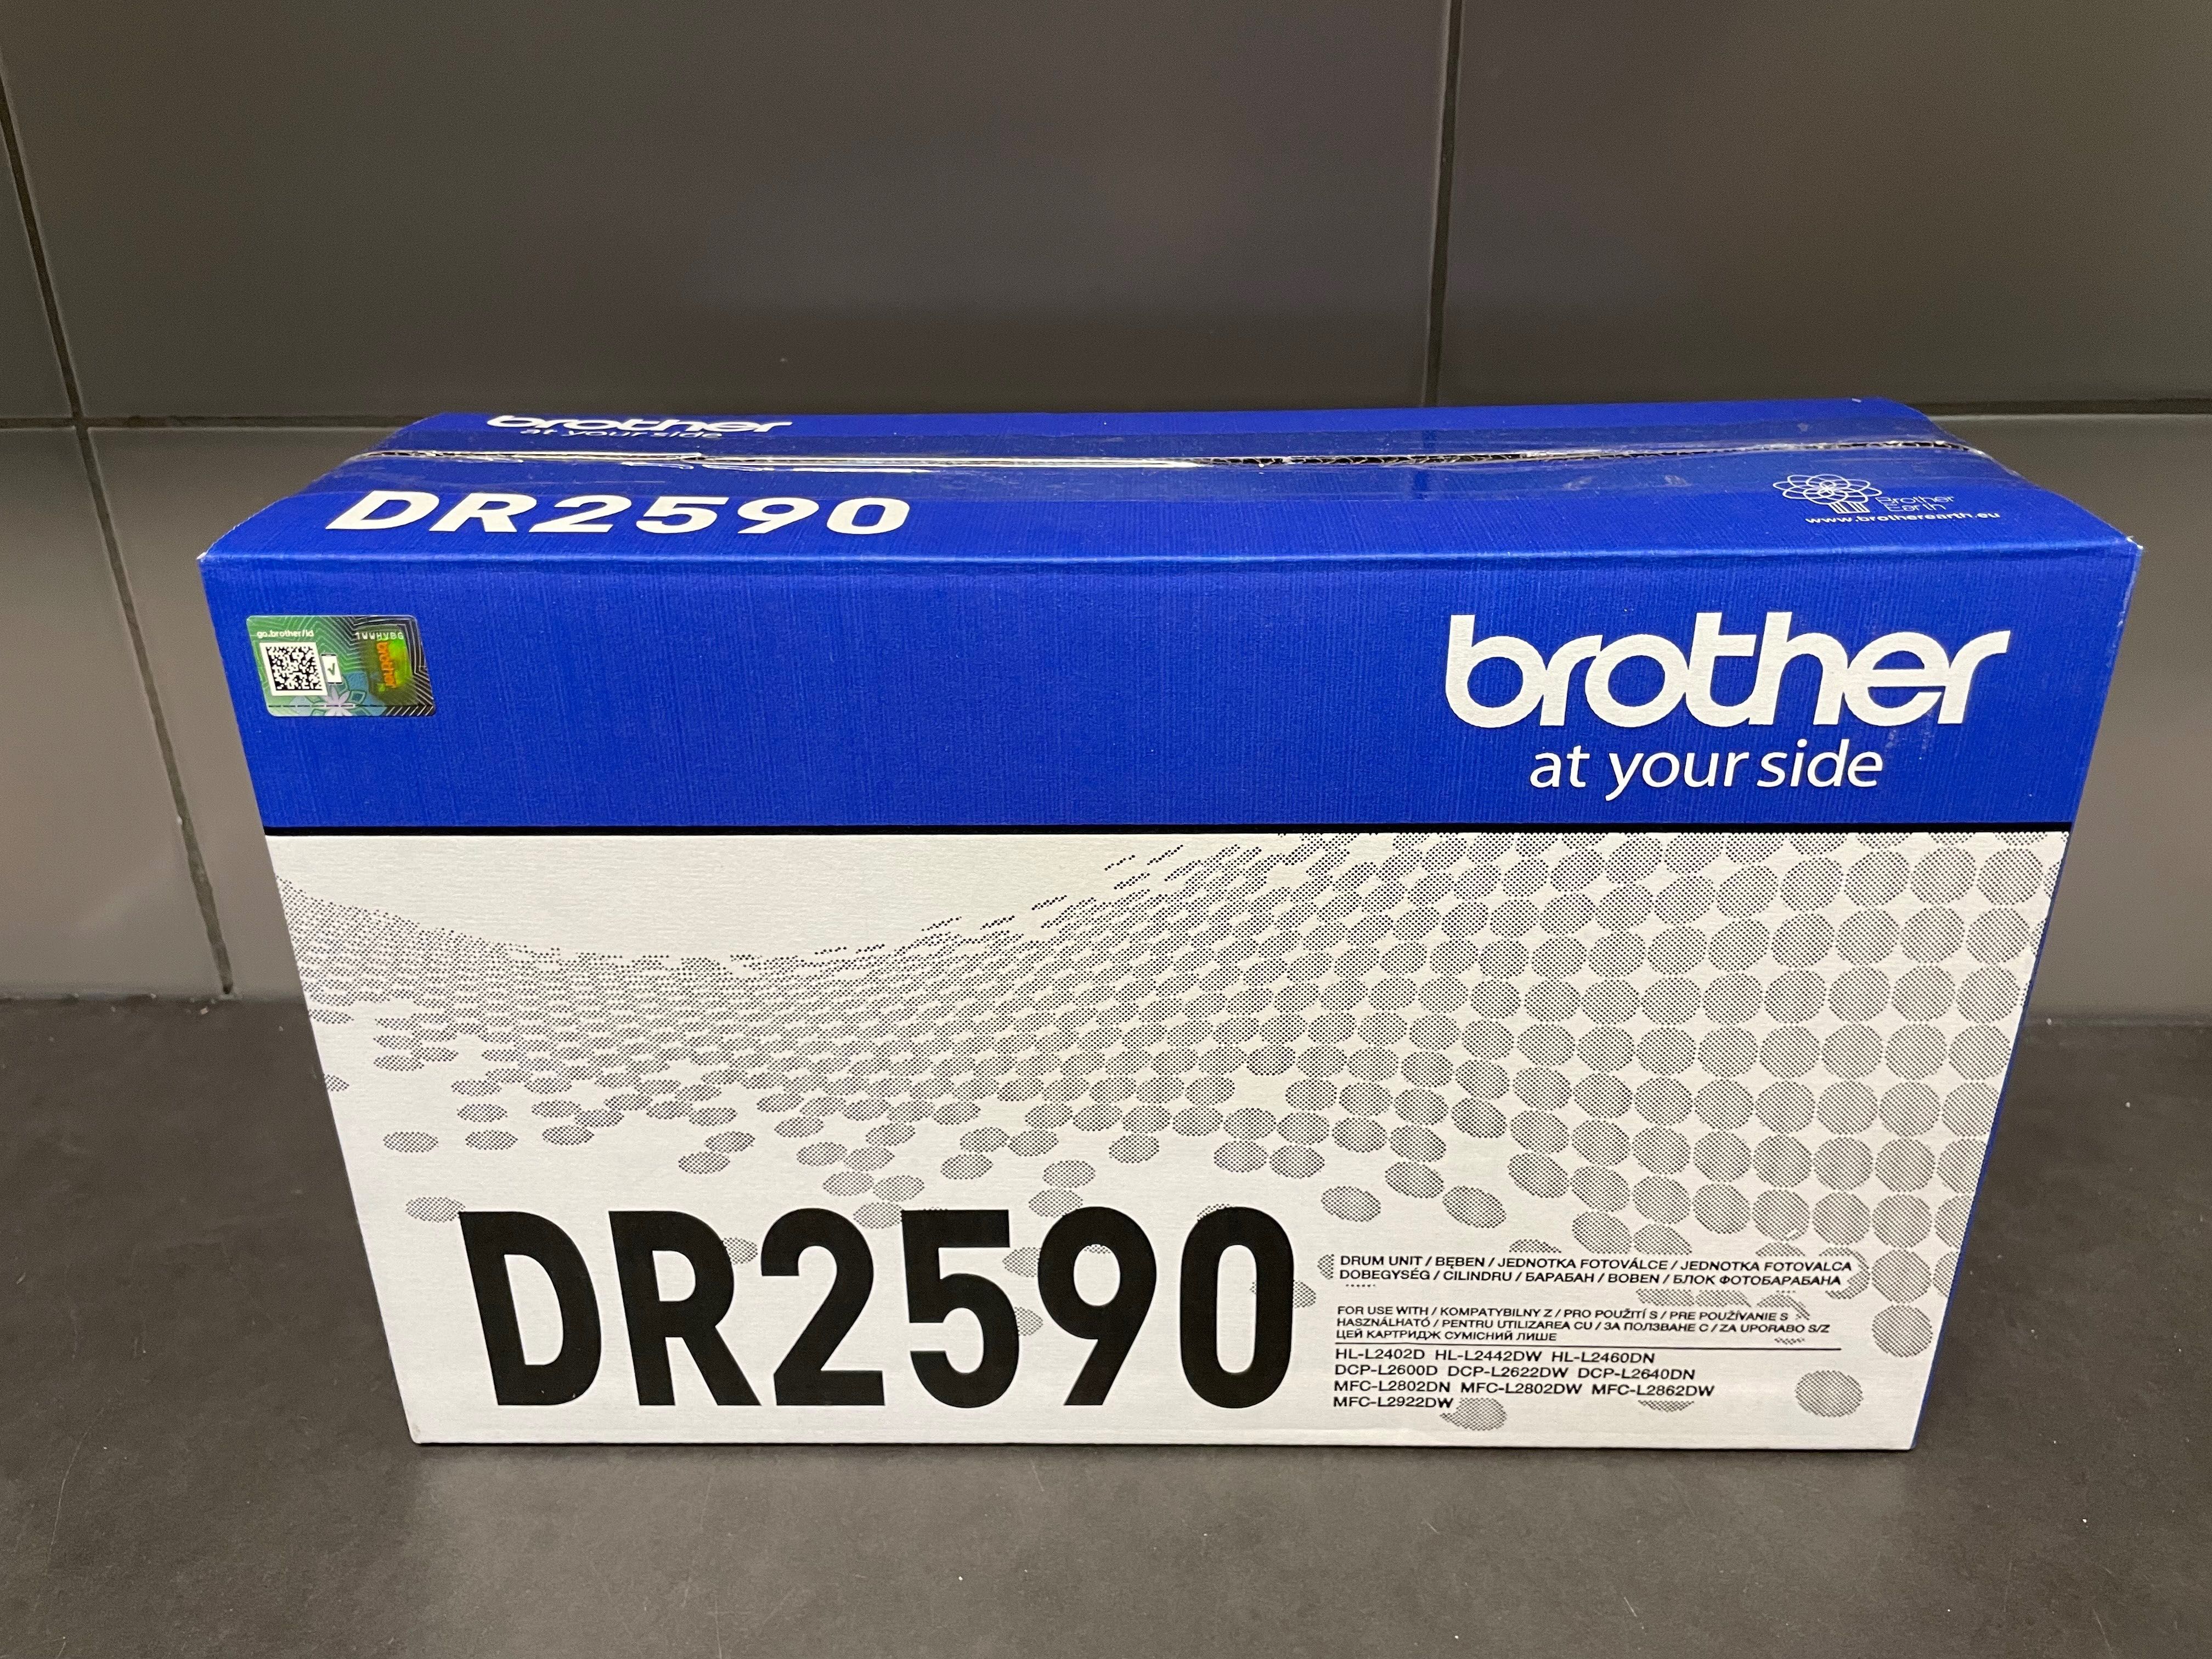 brother
at your side
DR2590
Brother
Earth
www.brotherearth.eu
go.brother/id
brother
brother
at your side
DR2590
DRUM UNIT / BĘBEN / JEDNOTKA FOTOVÁLCE / JEDNOTKA FOTOVALCA
DOBEGYSÉG / CILINDRU / БАРАБАН / BOBEN / БЛОК ФОТОБАРАБАНА
FOR USE WITH / KOMPATYBILNY Z / PRO POUŽITÍ S / PRE POUŽÍVANIE S
HASZNÁLHATÓ / PENTRU UTILIZAREA CU / ЗА ПОЛЗВАНЕ С / ZA UPORABO S/Z
ЦЕЙ КАРТРИДЖ СУМІСНИЙ ЛИШЕ
HL-L2402D HL-L2442DW HL-L2460DN
DCP-L2600D DCP-L2622DW DCP-L2640DN
MFC-L2802DN MFC-L2802DW MFC-L2862DW
MFC-L2922DW